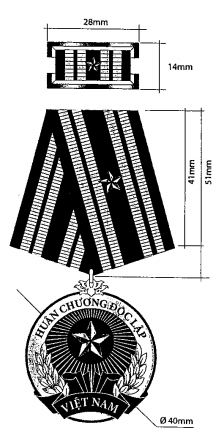 28mm
14mm
41mm
51mm
HUÂN CHƯƠNG ĐỘC LẬP
VIỆT NAM
Ø 40mm